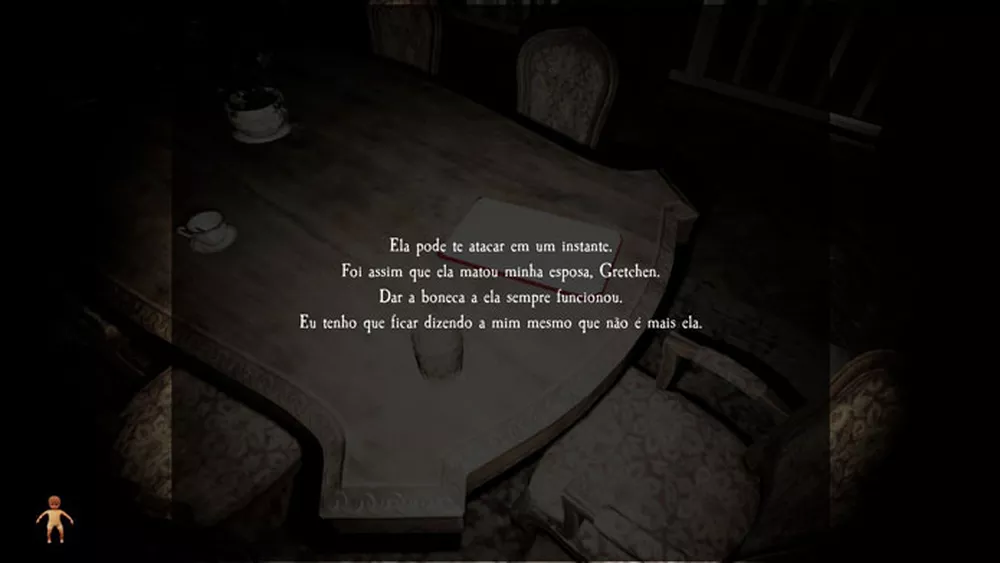 Ela pode te atacar em um instante.
Foi assim que ela matou minha esposa, Gretchen.
Dar a boneca a ela sempre funcionou.
Eu tenho que ficar dizendo a mim mesmo que não é mais ela.